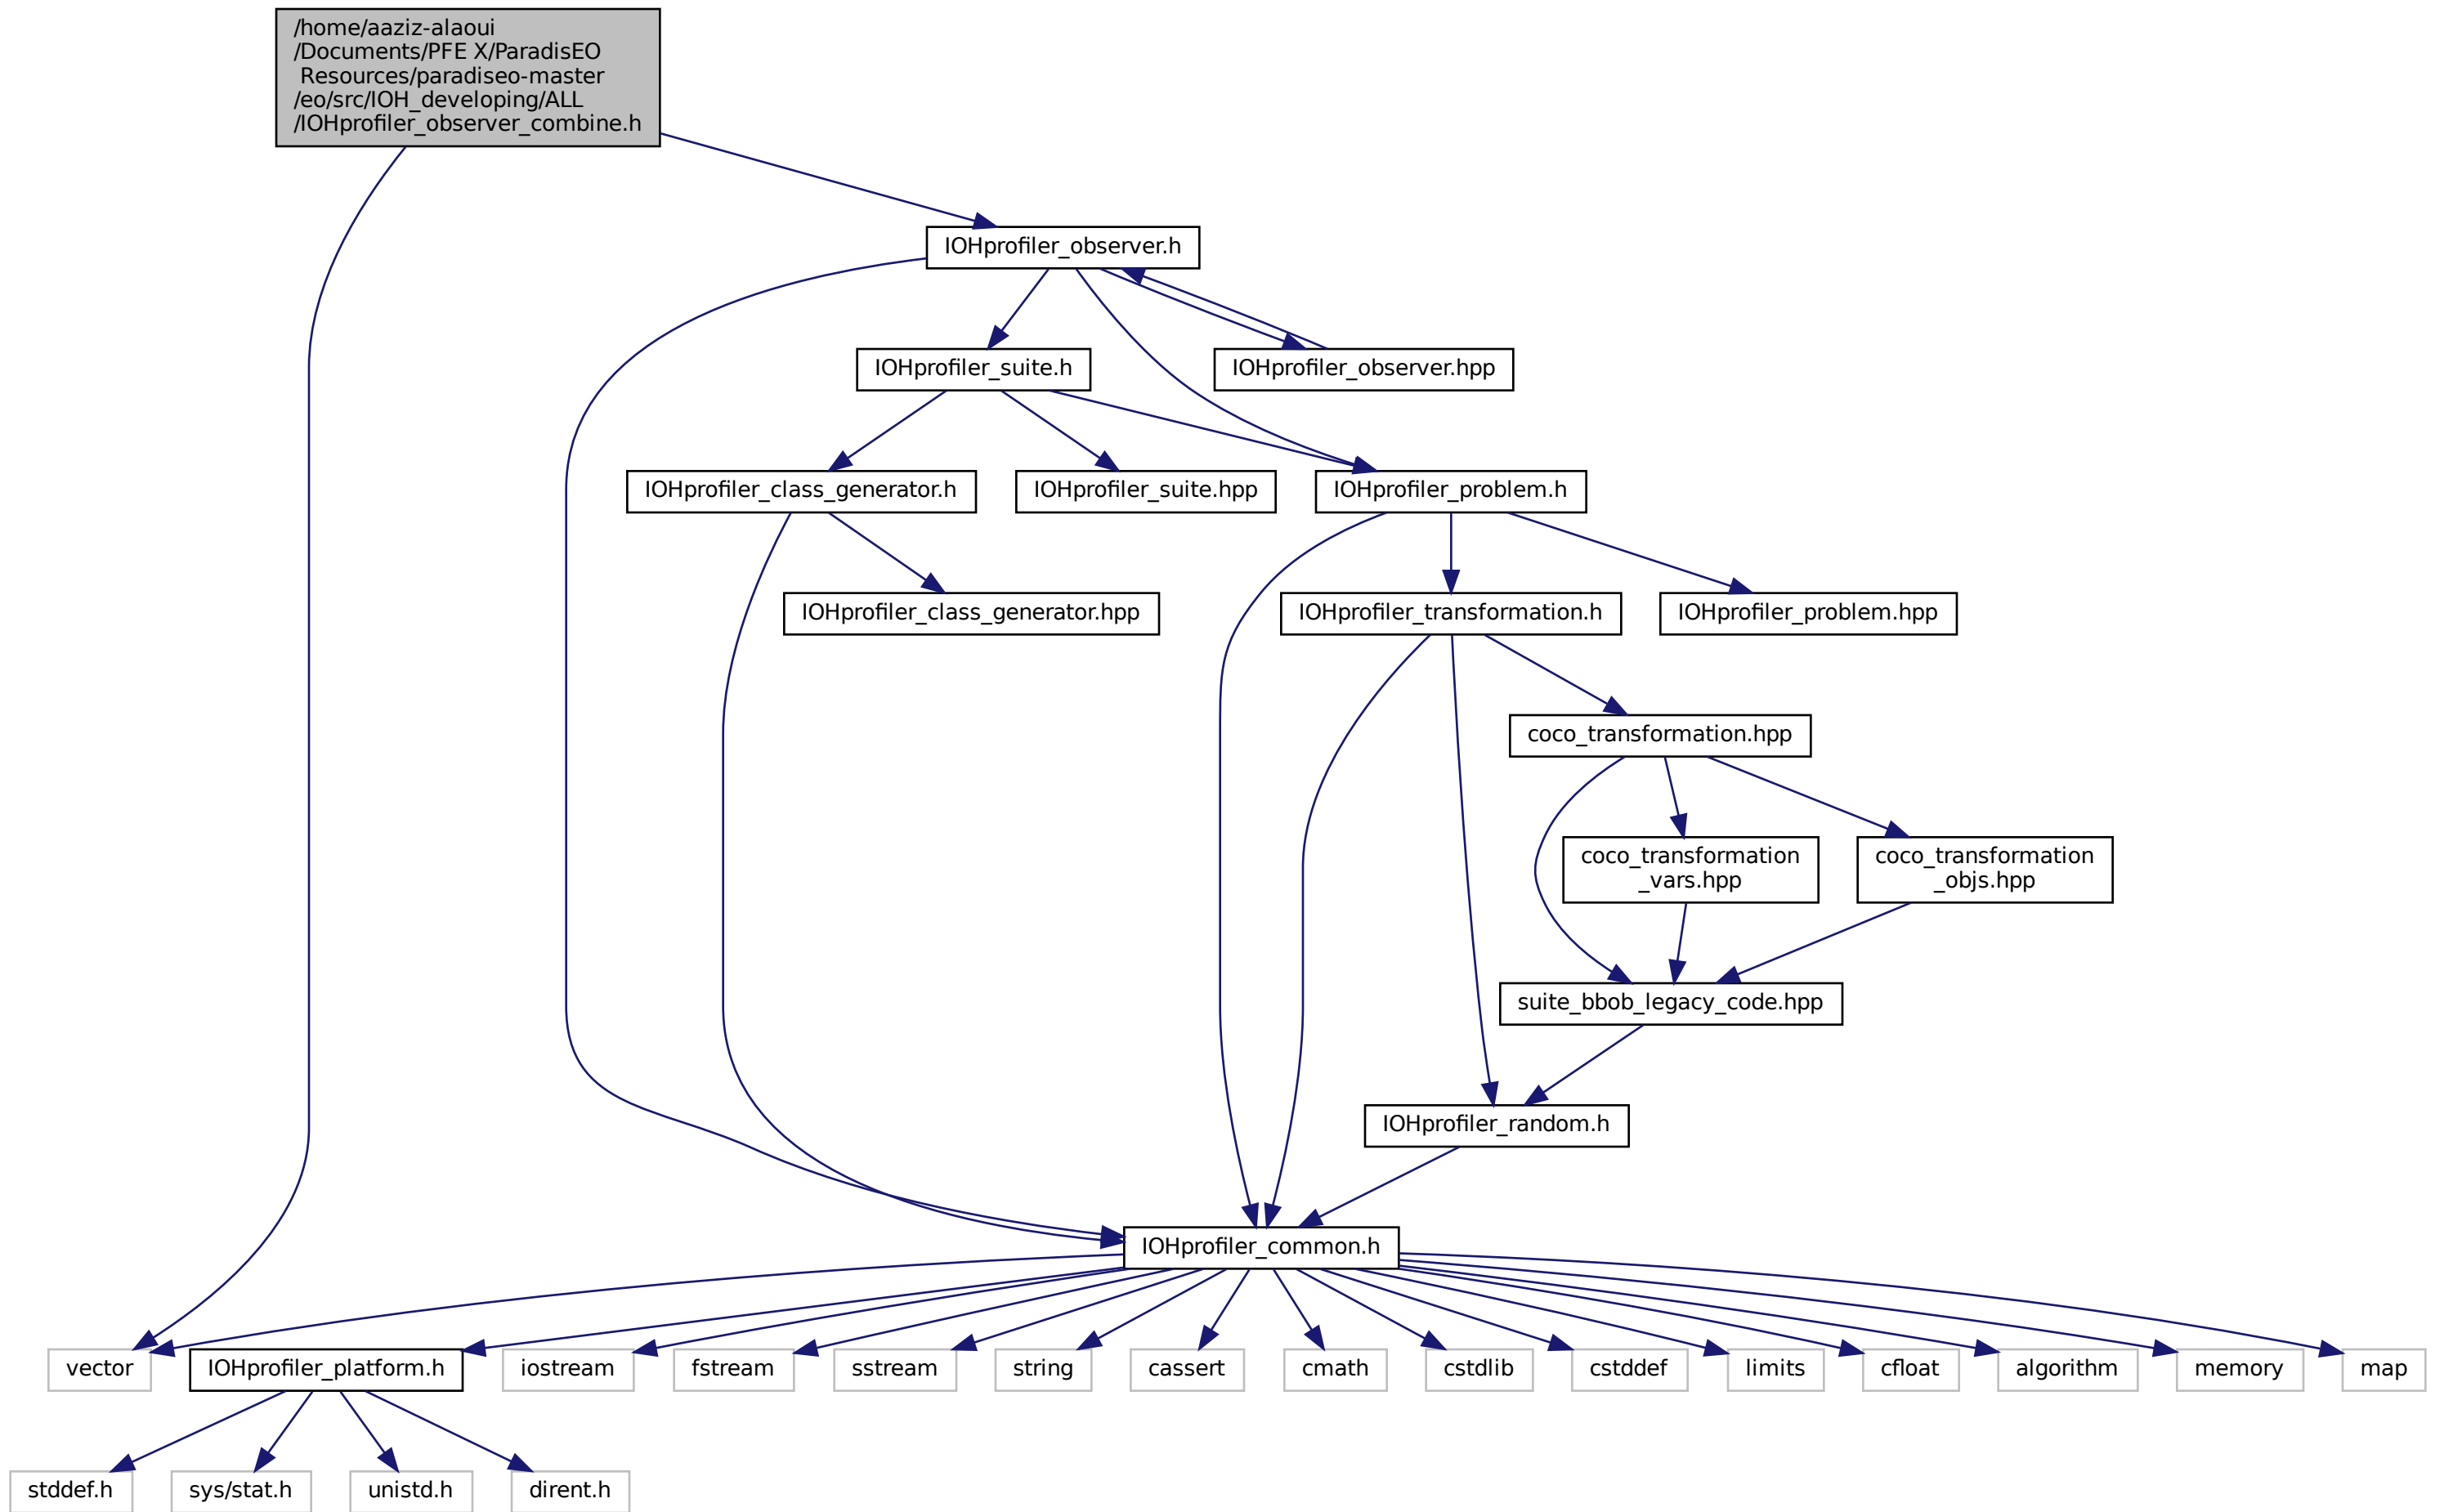 /home/aaziz-alaoui
/Documents/PFE X/ParadisEO
 Resources/paradiseo-master
/eo/src/IOH_developing/ALL
/IOHprofiler_observer_combine.h
IOHprofiler_observer.h
IOHprofiler_suite.h
IOHprofiler_observer.hpp
IOHprofiler_class_generator.h
IOHprofiler_suite.hpp
IOHprofiler_problem.h
IOHprofiler_class_generator.hpp
IOHprofiler_transformation.h
IOHprofiler_problem.hpp
coco_transformation.hpp
coco_transformation
_vars.hpp
coco_transformation
_objs.hpp
suite_bbob_legacy_code.hpp
IOHprofiler_random.h
IOHprofiler_common.h
vector
IOHprofiler_platform.h
iostream
fstream
sstream
string
cassert
cmath
cstdlib
cstddef
limits
cfloat
algorithm
memory
map
stddef.h
sys/stat.h
unistd.h
dirent.h